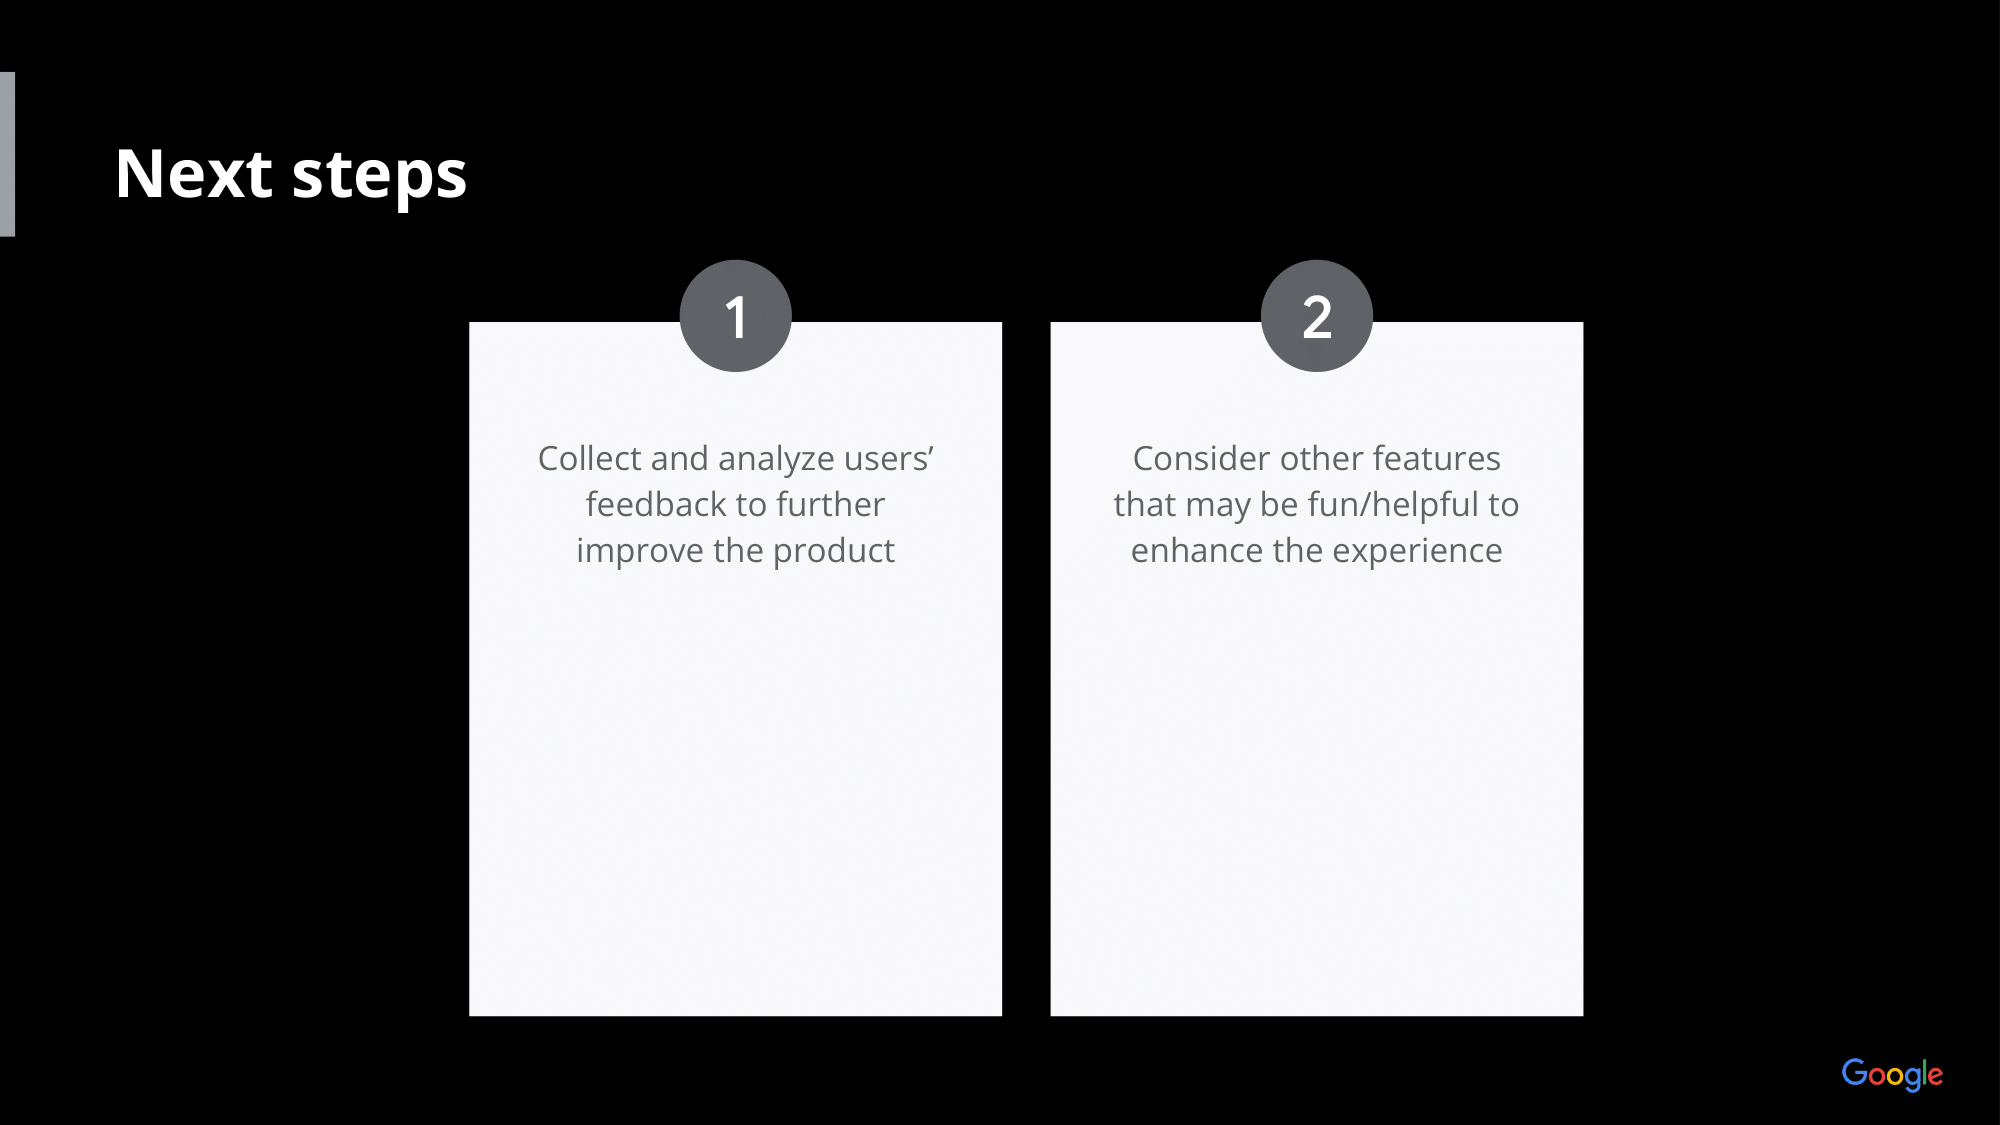 Next steps
1
Collect and analyze users’
feedback to further
improve the product
2
Consider other features
that may be fun/helpful to
enhance the experience
Google